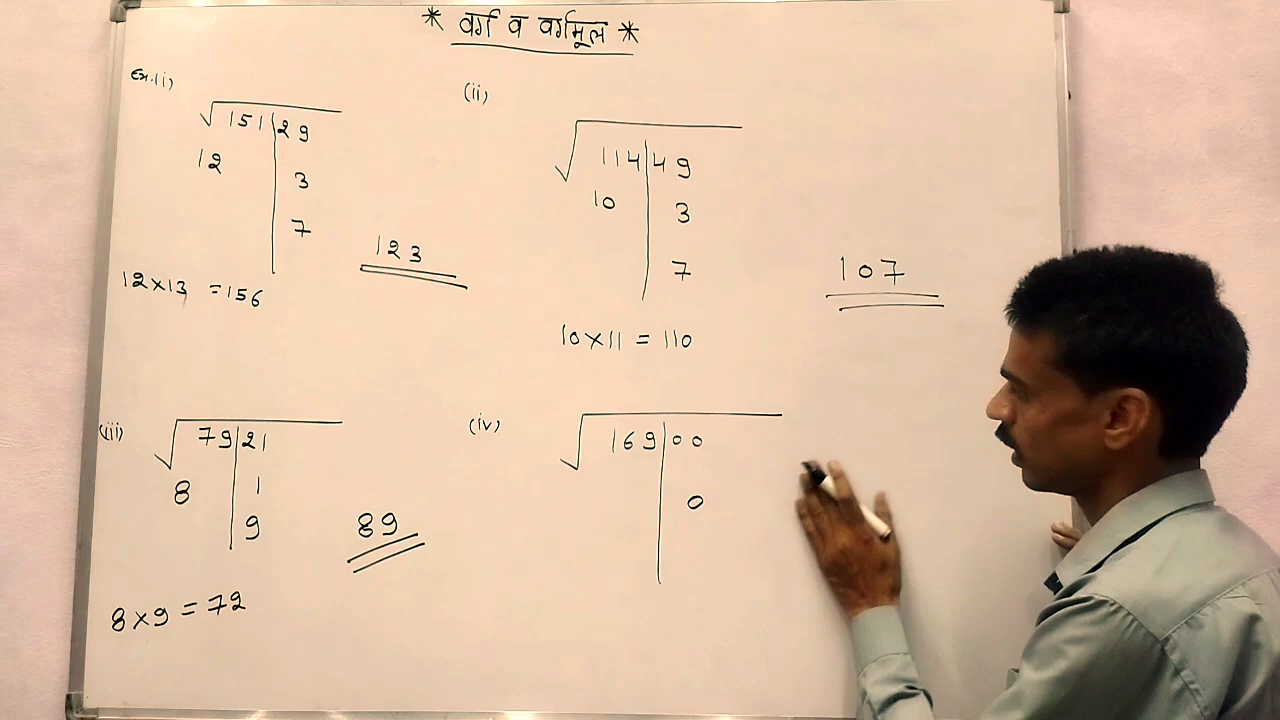 * वर्ग व वर्गमूल *
Ex.(i)
√151|29
12 3
7
123
12×13 =156
(ii)
√114|49
10 3
7
107
10×11 = 110
(iii)
√79|21
8 1
9
89
8×9 = 72
(iv)
√169|00
0